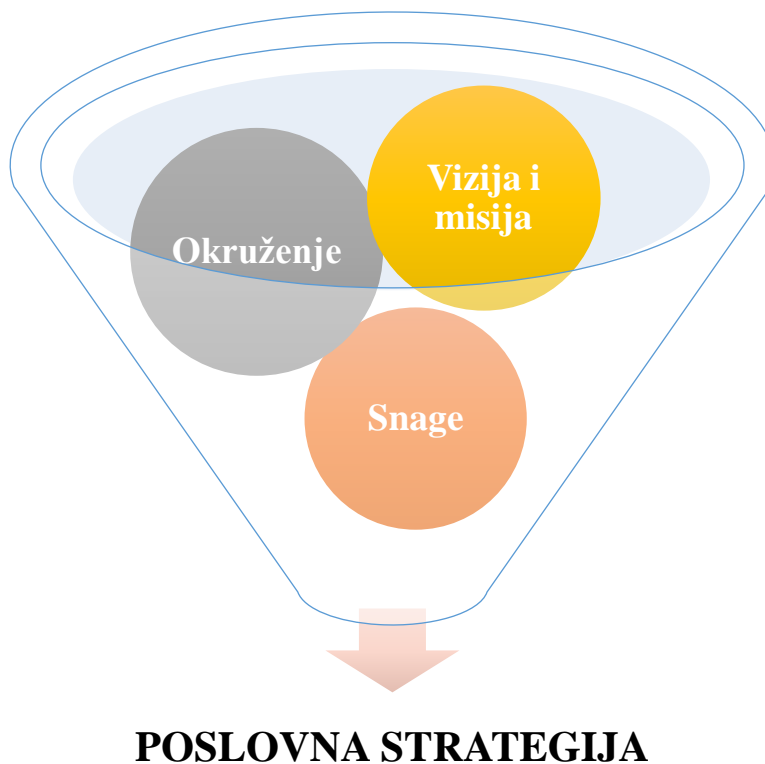 Vizija i
misija
Okruženje
Snage
POSLOVNA STRATEGIJA